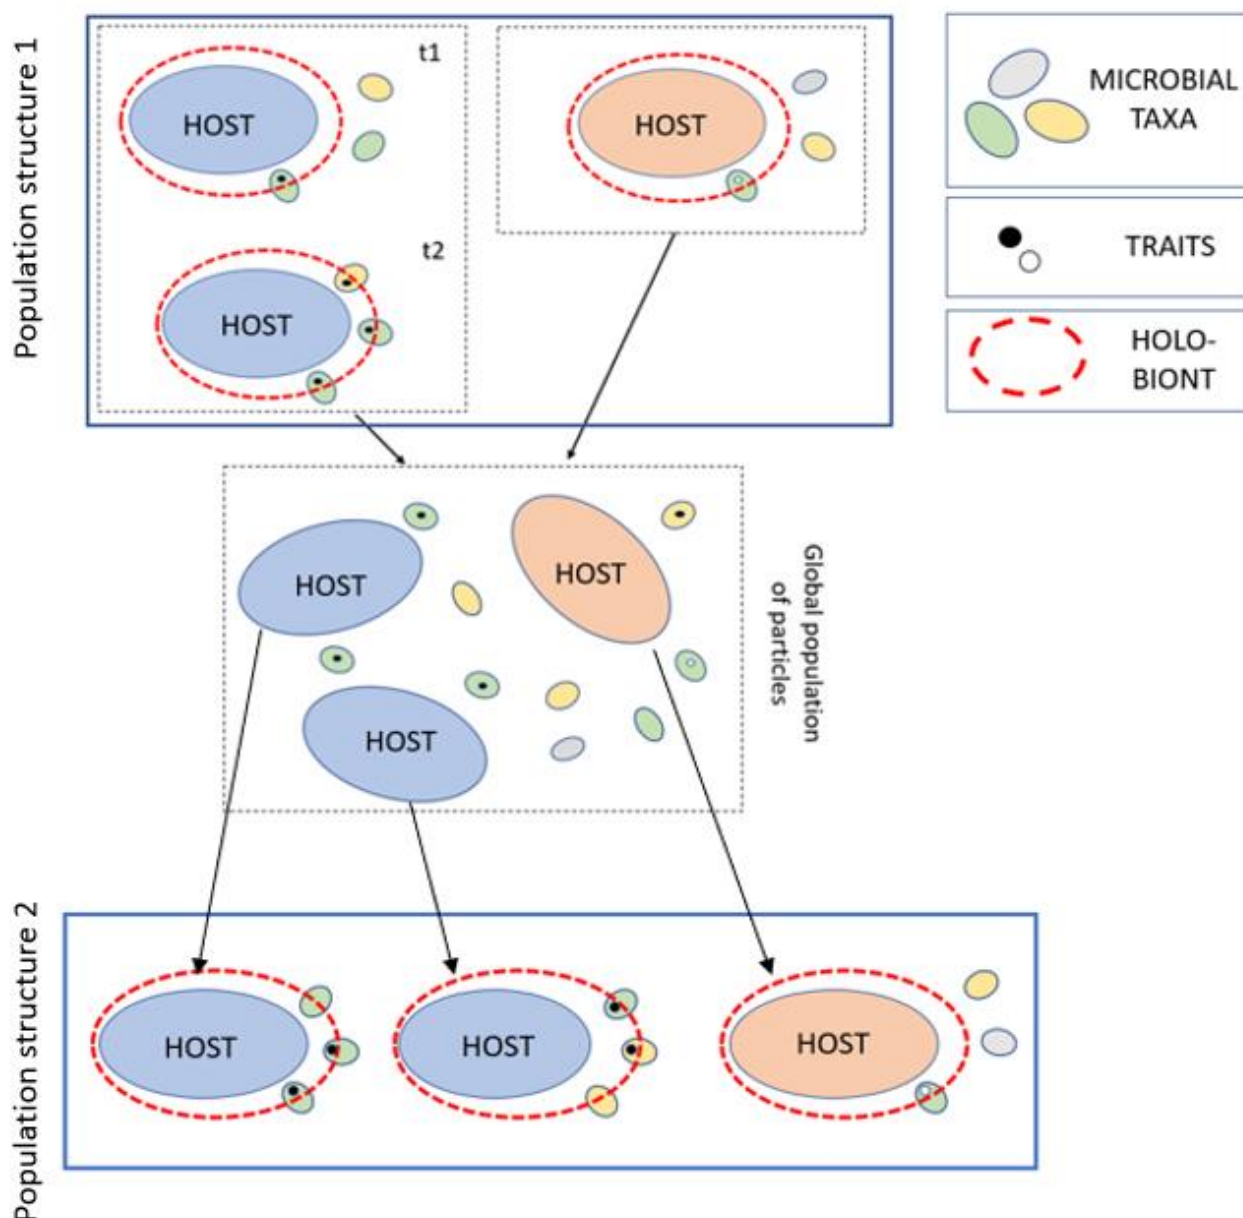 Population structure 1
t1
HOST
HOST
t2
HOST
MICROBIAL
TAXA
TRAITS
HOLO-
BIONT
HOST
HOST
HOST
Global population
of particles
Population structure 2
HOST
HOST
HOST